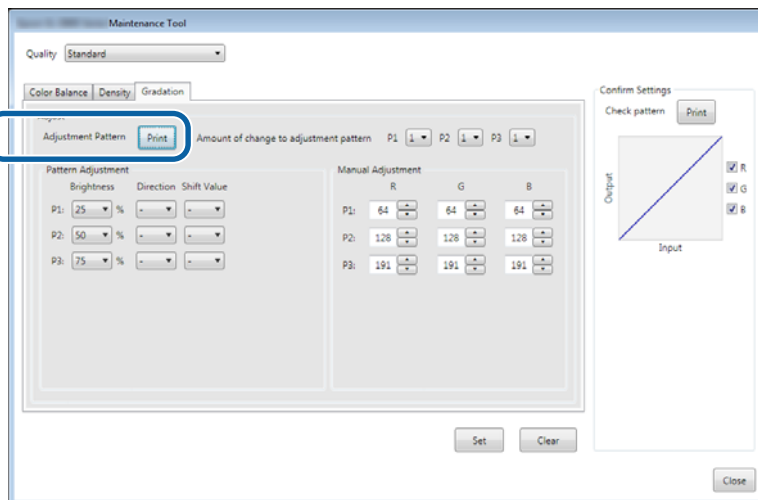 Maintenance Tool
Quality Standard
Color Balance Density Gradation
Adjustment Pattern Print Amount of change to adjustment pattern P1 1 P2 1 P3 1
Pattern Adjustment
Brightness Direction Shift Value
P1: 25 % - -
P2: 50 % - -
P3: 75 % - -
Manual Adjustment
R G B
P1: 64 64 64
P2: 128 128 128
P3: 191 191 191
Set Clear
Confirm Settings
Check pattern Print
Output
Input
R
G
B
Close